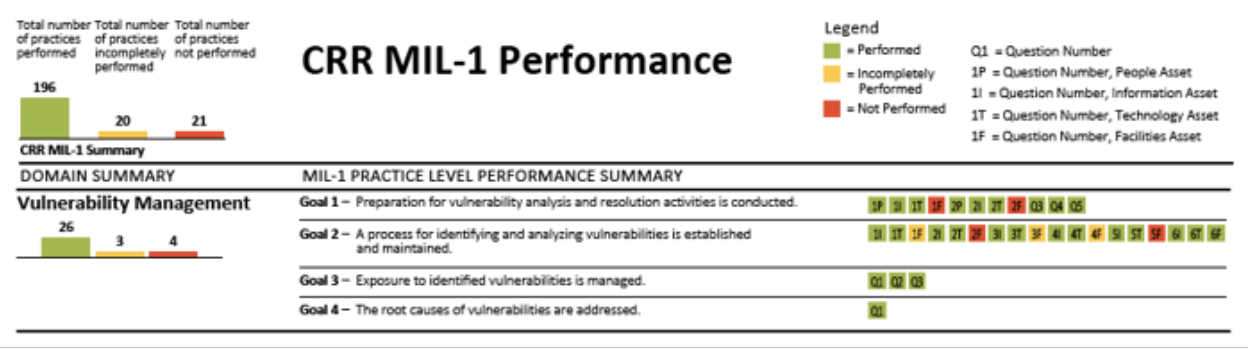 Total number of practices performed
Total number of practices incompletely performed
Total number of practices not performed
196
20
21
CRR MIL-1 Summary
CRR MIL-1 Performance
Legend
= Performed
= Incompletely
Performed
= Not Performed
Q1 = Question Number
1P = Question Number, People Asset
1I = Question Number, Information Asset
1T = Question Number, Technology Asset
1F = Question Number, Facilities Asset
DOMAIN SUMMARY
MIL-1 PRACTICE LEVEL PERFORMANCE SUMMARY
Vulnerability Management
26
3
4
Goal 1 – Preparation for vulnerability analysis and resolution activities is conducted.
1P 1I 1T 1F 2P 2I 2T 2F Q3 Q4 Q5
Goal 2 – A process for identifying and analyzing vulnerabilities is established
and maintained.
1I 1T 1F 2I 2T 2F 3I 3T 3F 4I 4T 4F 5I 5T 5F 6I 6T 6F
Goal 3 – Exposure to identified vulnerabilities is managed.
Q1 Q2 Q3
Goal 4 – The root causes of vulnerabilities are addressed.
Q1